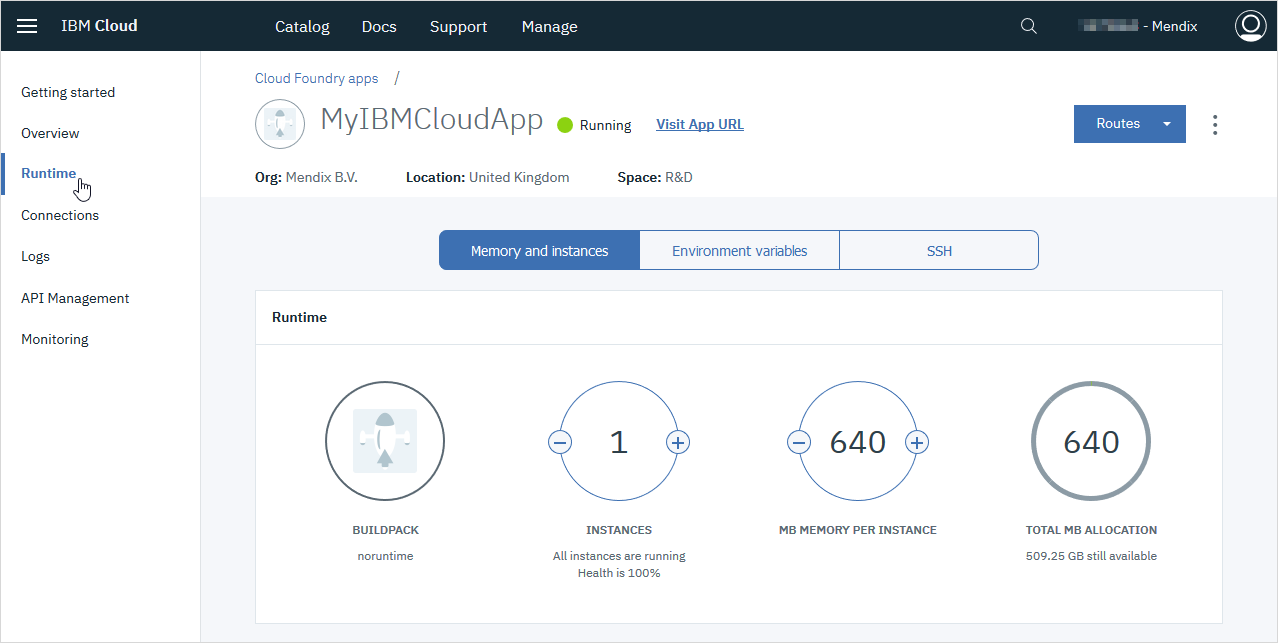 IBM Cloud
Catalog Docs Support Manage
- Mendix
Getting started
Overview
Runtime
Connections
Logs
API Management
Monitoring
Cloud Foundry apps /
MyIBMCloudApp Running Visit App URL
Routes
Org: Mendix B.V. Location: United Kingdom Space: R&D
Memory and instances Environment variables SSH
Runtime
1 640 640
BUILDPACK INSTANCES MB MEMORY PER INSTANCE TOTAL MB ALLOCATION
noruntime All instances are running 509.25 GB still available
Health is 100%